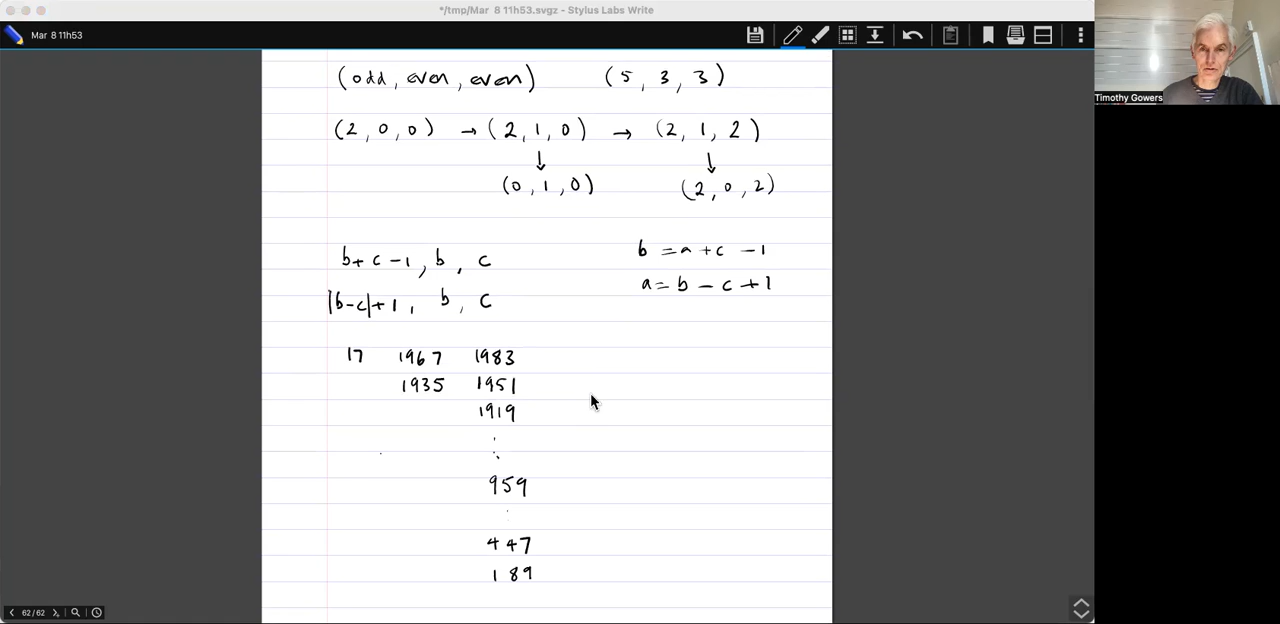 */tmp/Mar 8 11h53.svgz - Stylus Labs Write
Mar 8 11h53
Timothy Gowers
(odd, even, even) (5, 3, 3)
(2, 0, 0) → (2, 1, 0) → (2, 1, 2)
↓ ↓
(0, 1, 0) (2, 0, 2)
b = a + c - 1
b + c - 1, b, c
a = b - c + 1
|b-c|+1, b, c
17 1967 1983
1935 1951
1919
⋮
959
⋮
447
189
62/62